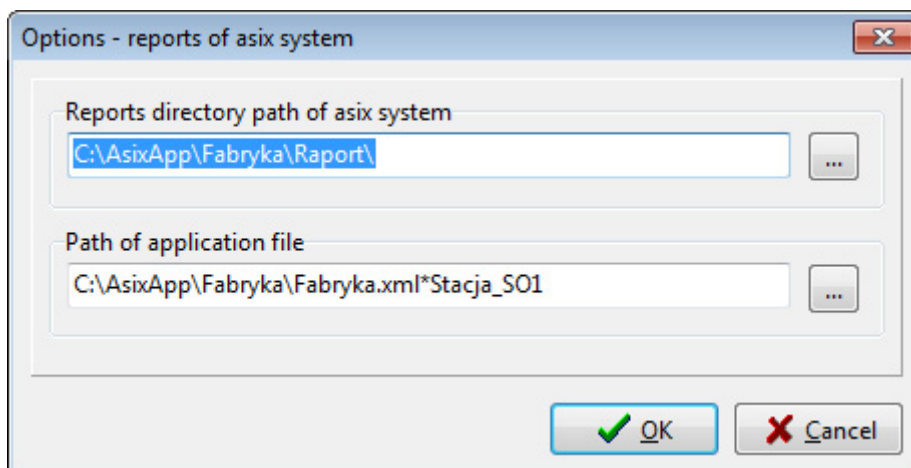 Options - reports of asix system
Reports directory path of asix system
C:\AsixApp\Fabryka\Raport\
...
Path of application file
C:\AsixApp\Fabryka\Fabryka.xml*Stacja_SO1
...
OK
Cancel